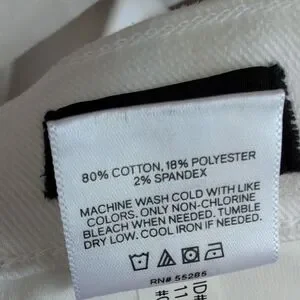 80% COTTON, 18% POLYESTER
2% SPANDEX
MACHINE WASH COLD WITH LIKE
COLORS. ONLY NON-CHLORINE
BLEACH WHEN NEEDED. TUMBLE
DRY LOW. COOL IRON IF NEEDED.
RN# 55285